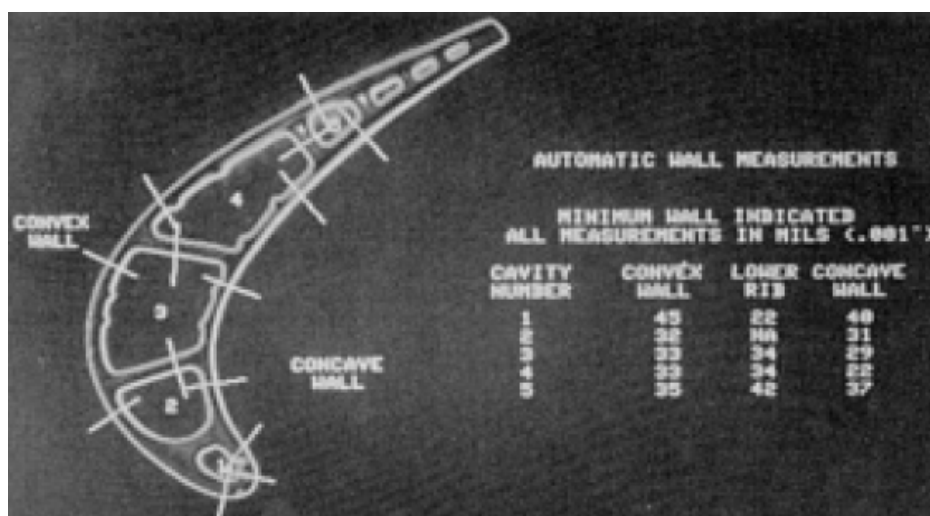 AUTOMATIC WALL MEASUREMENTS
MINIMUM WALL INDICATED
ALL MEASUREMENTS IN MILS (.001")
CAVITY NUMBER CONVEX WALL LOWER RIB CONCAVE WALL
1 45 22 40
2 32 NA 31
3 33 34 29
4 33 34 22
5 35 42 37
CONVEX
WALL
CONCAVE
WALL
4
3
2